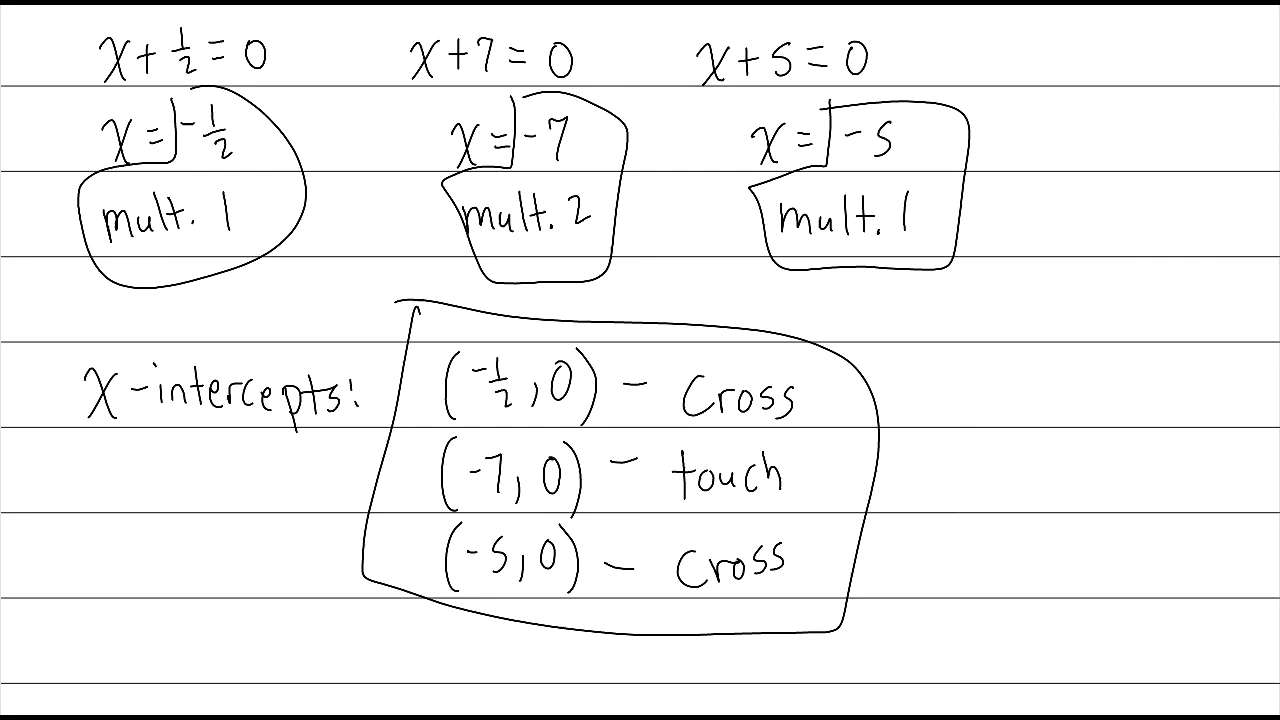 x + 1/2 = 0 x + 7 = 0 x + 5 = 0
x = -1/2 x = -7 x = -5
mult. 1 mult. 2 mult. 1
x-intercepts: (-1/2, 0) - Cross
(-7, 0) - touch
(-5, 0) - Cross